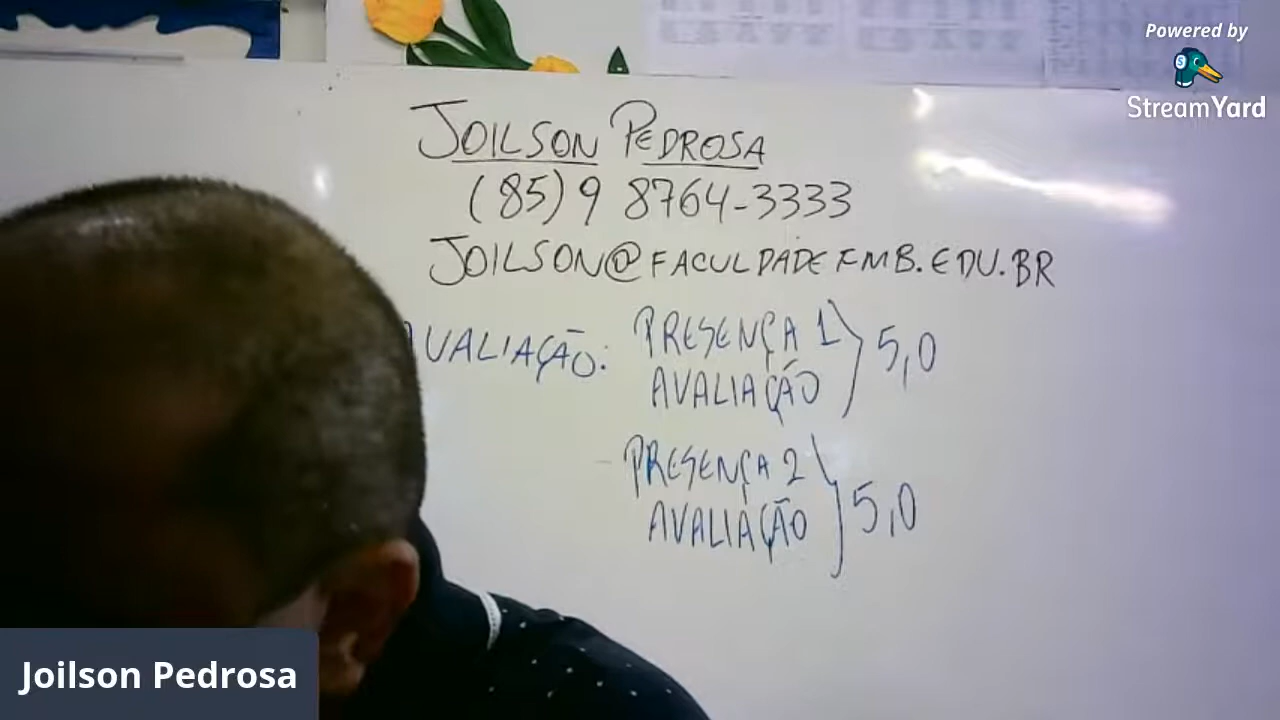 Powered by
StreamYard
JOILSON PEDROSA
(85) 9 8764-3333
JOILSON@FACULDADEFMB.EDU.BR
AVALIAÇÃO: PRESENÇA 1 } 5,0
AVALIAÇÃO
PRESENÇA 2 } 5,0
AVALIAÇÃO
Joilson Pedrosa